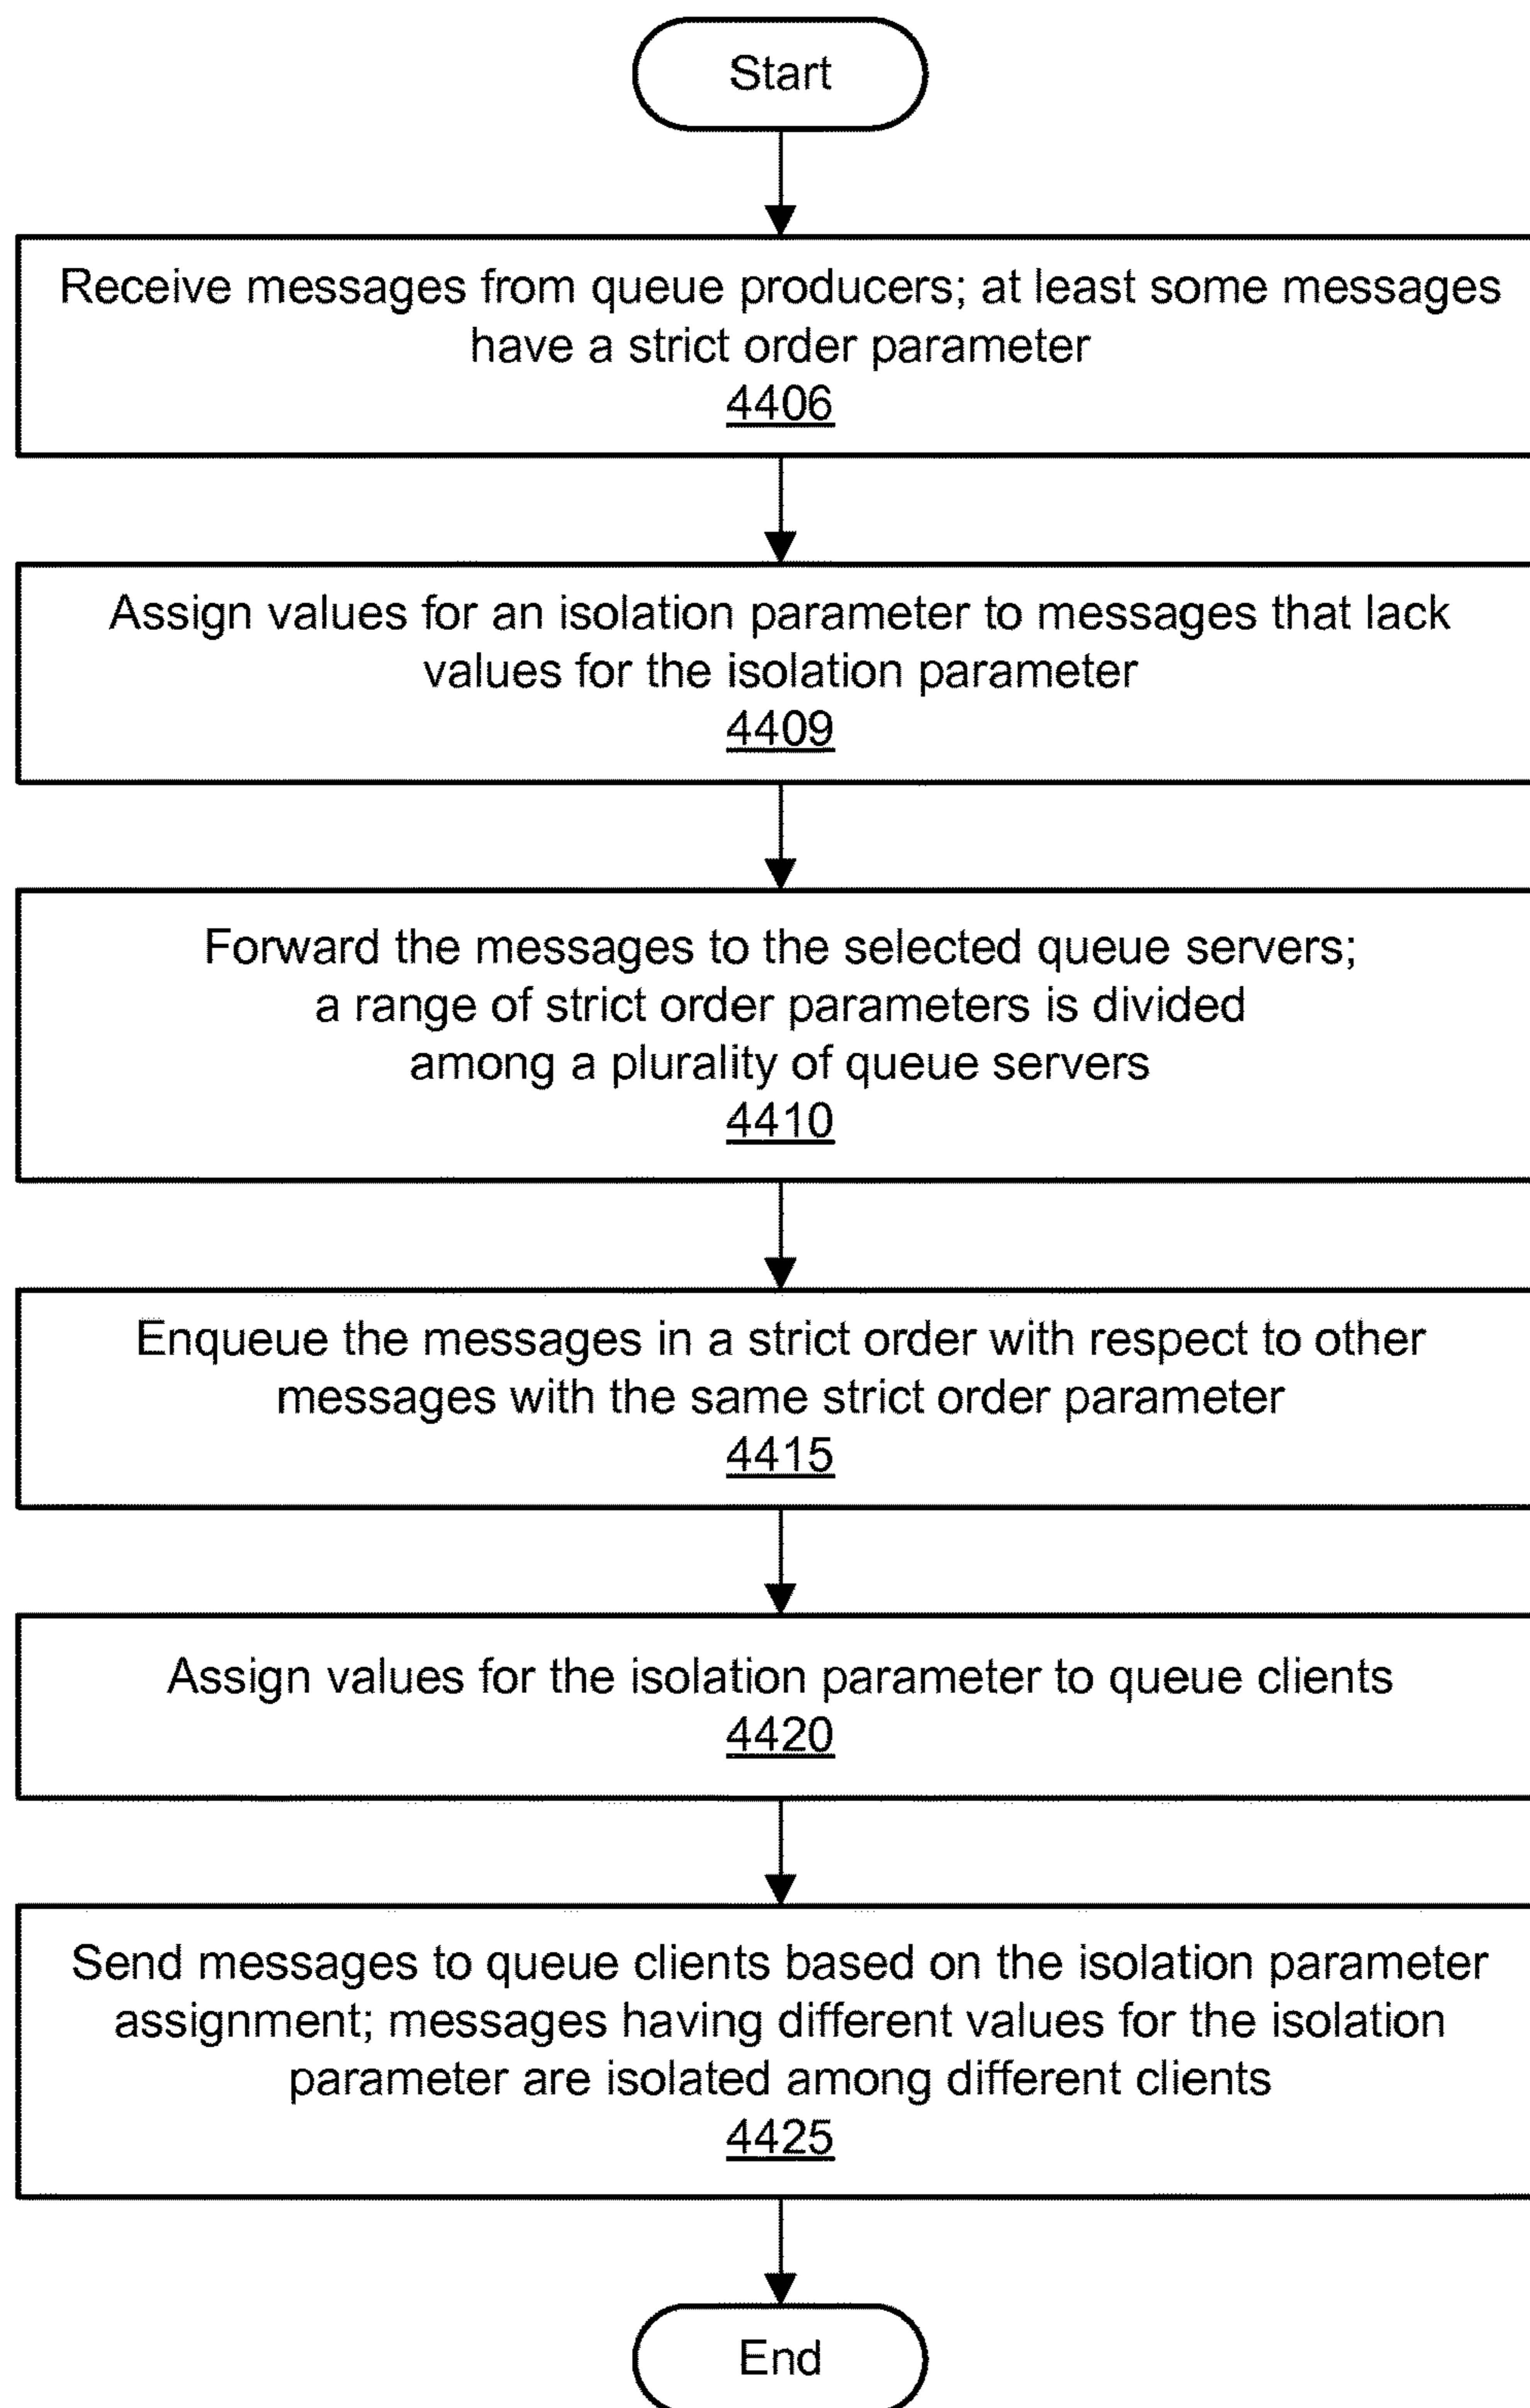 Start
Receive messages from queue producers; at least some messages
have a strict order parameter
4406
Assign values for an isolation parameter to messages that lack
values for the isolation parameter
4409
Forward the messages to the selected queue servers;
a range of strict order parameters is divided
among a plurality of queue servers
4410
Enqueue the messages in a strict order with respect to other
messages with the same strict order parameter
4415
Assign values for the isolation parameter to queue clients
4420
Send messages to queue clients based on the isolation parameter
assignment; messages having different values for the isolation
parameter are isolated among different clients
4425
End